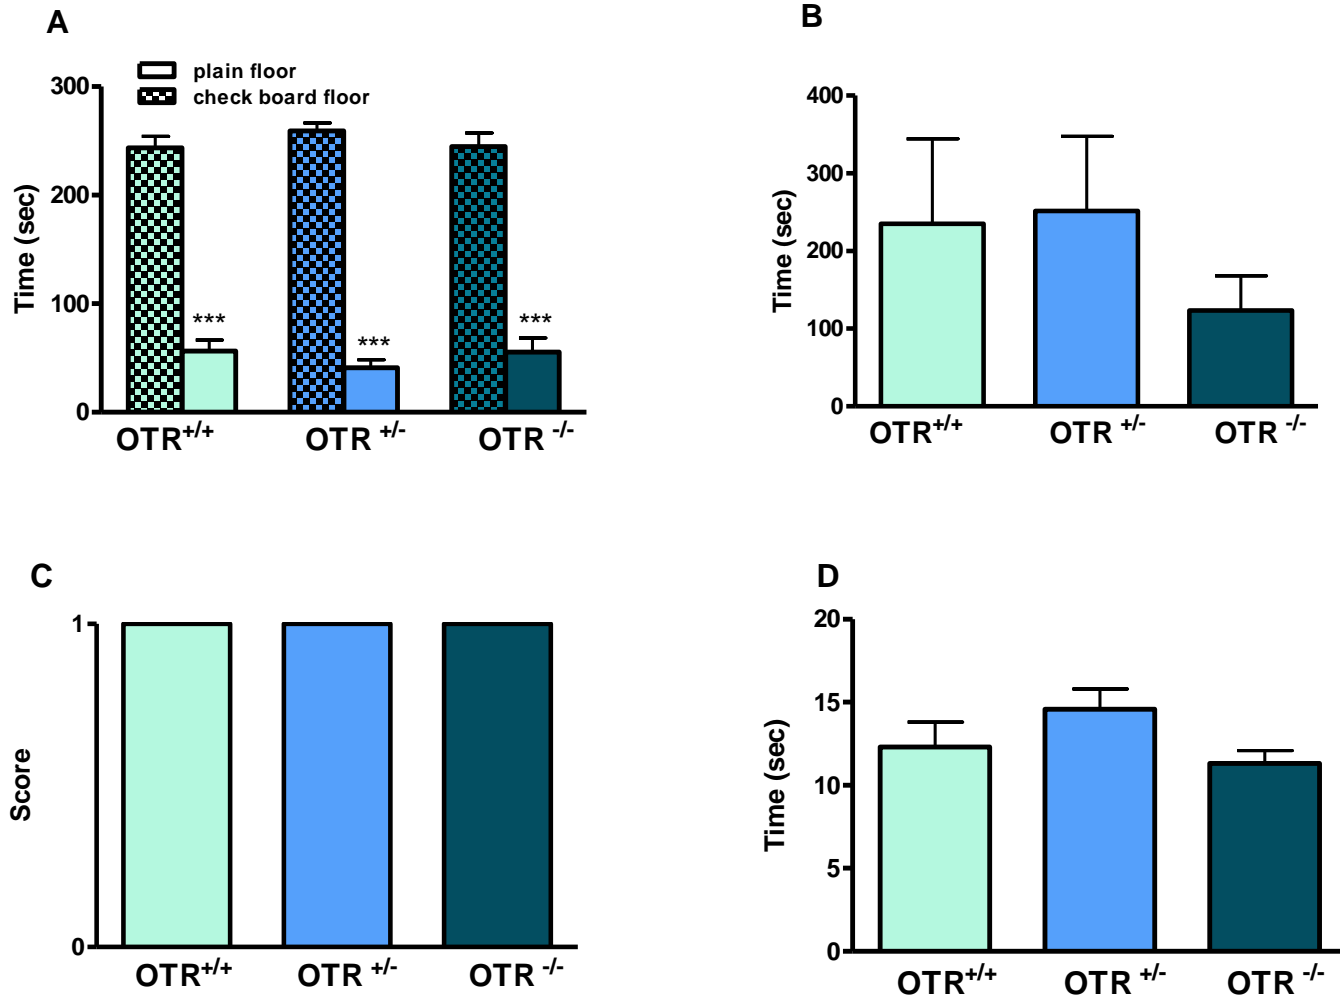 A
plain floor
check board floor
300
200
100
0
Time (sec)
***
***
***
OTR+/+
OTR +/-
OTR -/-
B
400
300
200
100
0
Time (sec)
OTR+/+
OTR +/-
OTR -/-
C
1
0
Score
OTR+/+
OTR +/-
OTR -/-
D
20
15
10
5
0
Time (sec)
OTR+/+
OTR +/-
OTR -/-